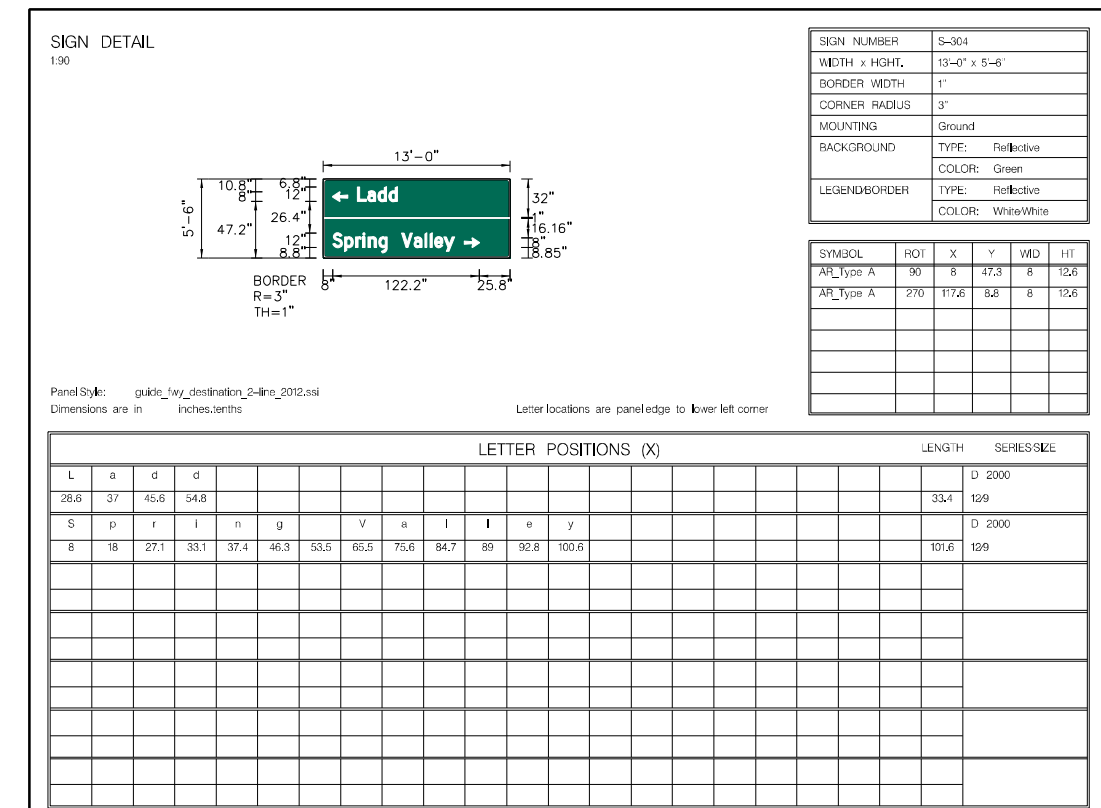 SIGN DETAIL
1:90
SIGN NUMBER S-304
WIDTH x HGHT. 13'-0" x 5'-6"
BORDER WIDTH 1"
CORNER RADIUS 3"
MOUNTING Ground
BACKGROUND TYPE: Reflective
COLOR: Green
LEGEND/BORDER TYPE: Reflective
COLOR: White/White
13'-0"
5'-6"
10.8"
8"
47.2"
6.8"
12"
26.4"
12"
8.8"
← Ladd
Spring Valley →
32"
1"
16.16"
8"
8.85"
8" 122.2" 25.8"
BORDER
R=3"
TH=1"
SYMBOL ROT X Y WID HT
AR_Type A 90 8 47.3 8 12.6
AR_Type A 270 117.6 8.8 8 12.6
Panel Style: guide_fwy_destination_2-line_2012.ssi
Dimensions are in inches.tenths
Letter locations are panel edge to lower left corner
LETTER POSITIONS (X) LENGTH SERIES/SIZE
L a d d D 2000
28.6 37 45.6 54.8 33.4 12/9
S p r i n g V a l l e y D 2000
8 18 27.1 33.1 37.4 46.3 53.5 65.5 75.6 84.7 89 92.8 100.6 101.6 12/9